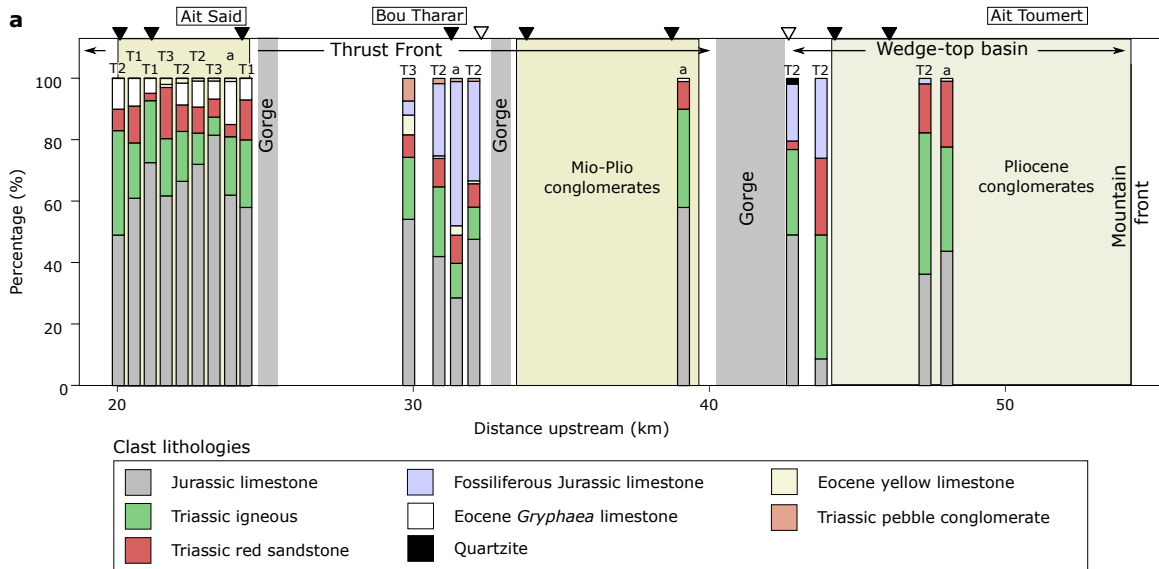 a
Ait Said
Bou Tharar
Ait Toumert
Thrust Front
Wedge-top basin
T2
T1
T1
T3
T2
T2
T3
a
T1
T3
T2
a
T2
a
T2
T2
T2
a
Gorge
Gorge
Mio-Plio
conglomerates
Gorge
Pliocene
conglomerates
Mountain
front
Percentage (%)
100
80
60
40
20
0
20
30
40
50
Distance upstream (km)
Clast lithologies
Jurassic limestone
Fossiliferous Jurassic limestone
Eocene yellow limestone
Triassic igneous
Eocene Gryphaea limestone
Triassic pebble conglomerate
Triassic red sandstone
Quartzite